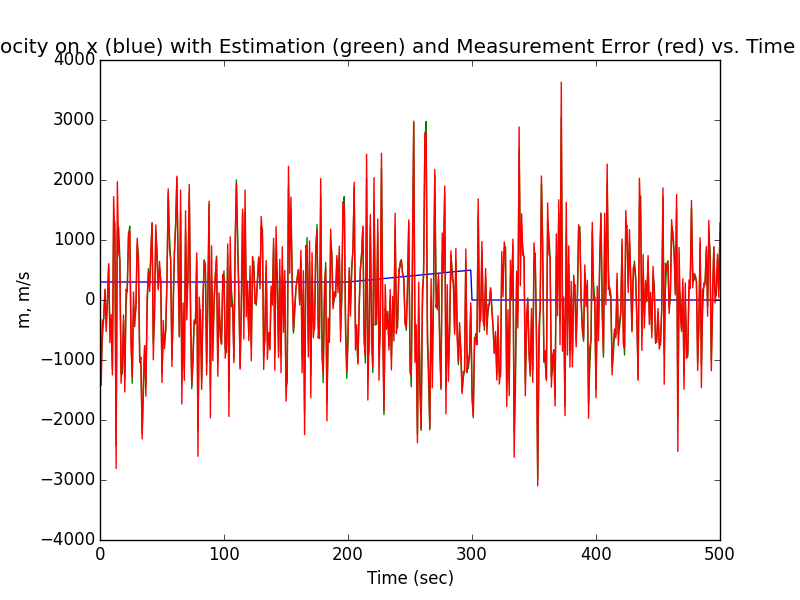 ocity on x (blue) with Estimation (green) and Measurement Error (red) vs. Time
4000
3000
2000
1000
0
−1000
−2000
−3000
−4000
m, m/s
0 100 200 300 400 500
Time (sec)